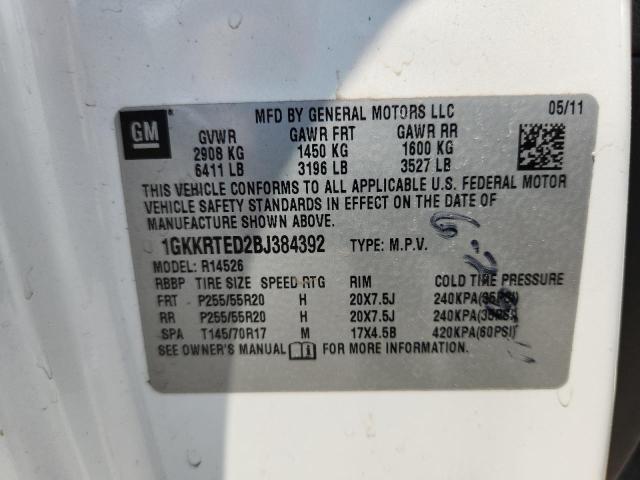 GM
MFD BY GENERAL MOTORS LLC 05/11
GVWR GAWR FRT GAWR RR
2908 KG 1450 KG 1600 KG
6411 LB 3196 LB 3527 LB
THIS VEHICLE CONFORMS TO ALL APPLICABLE U.S. FEDERAL MOTOR
VEHICLE SAFETY STANDARDS IN EFFECT ON THE DATE OF
MANUFACTURE SHOWN ABOVE.
1GKKRTED2BJ384392 TYPE: M.P.V.
MODEL: R14526
RBBP TIRE SIZE SPEED RTG RIM COLD TIRE PRESSURE
FRT P255/55R20 H 20X7.5J 240KPA(35PSI)
RR P255/55R20 H 20X7.5J 240KPA(35PSI)
SPA T145/70R17 M 17X4.5B 420KPA(60PSI)
SEE OWNER'S MANUAL FOR MORE INFORMATION.